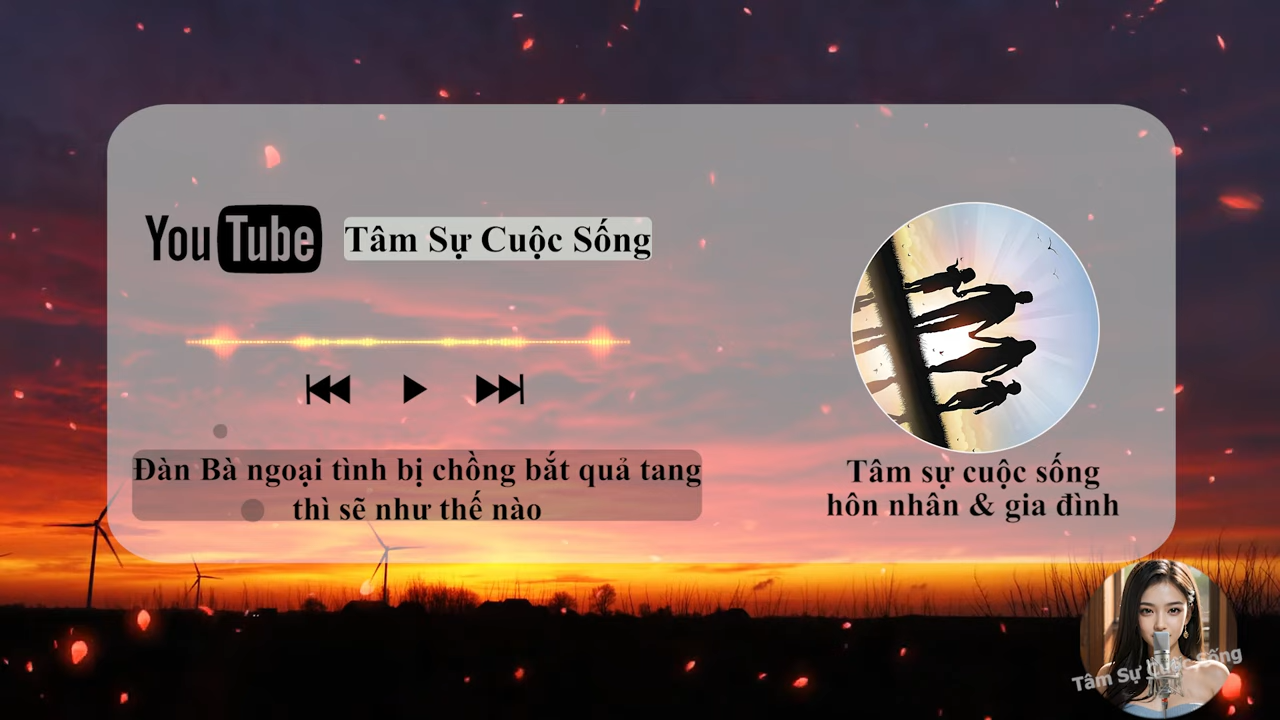 YouTube Tâm Sự Cuộc Sống
Đàn Bà ngoại tình bị chồng bắt quả tang
thì sẽ như thế nào
Tâm sự cuộc sống
hôn nhân & gia đình
Tâm Sự Cuộc Sống